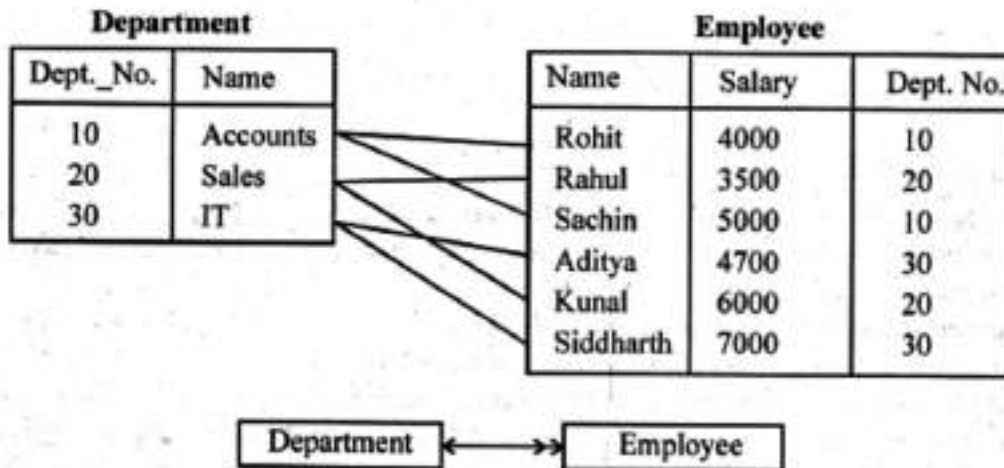 Department
Employee
Dept._No. Name
Name Salary Dept. No.
10 Accounts
20 Sales
30 IT
Rohit 4000 10
Rahul 3500 20
Sachin 5000 10
Aditya 4700 30
Kunal 6000 20
Siddharth 7000 30
Department Employee